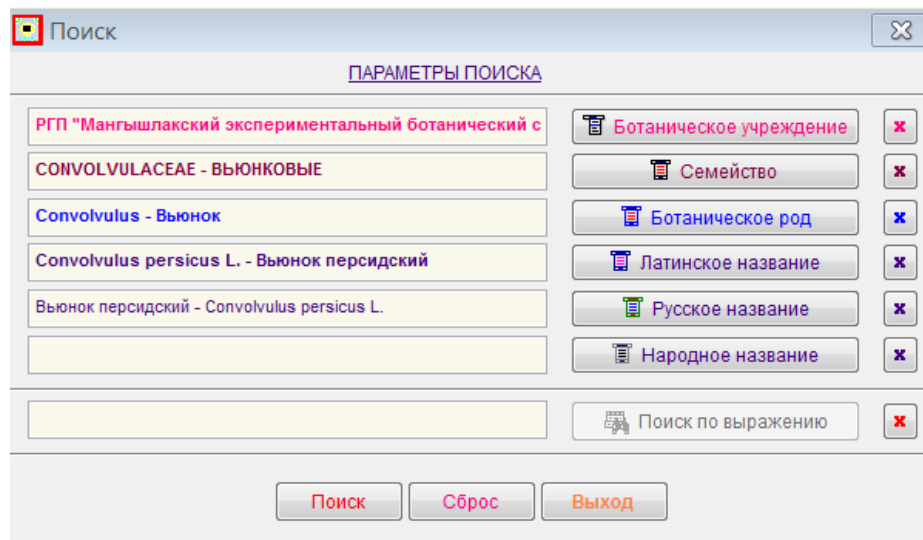 Поиск
ПАРАМЕТРЫ ПОИСКА
РГП "Мангышлакский экспериментальный ботанический с Ботаническое учреждение x
CONVOLVULACEAE - ВЬЮНКОВЫЕ Семейство x
Convolvulus - Вьюнок Ботаническое род x
Convolvulus persicus L. - Вьюнок персидский Латинское название x
Вьюнок персидский - Convolvulus persicus L. Русское название x
Народное название x
Поиск по выражению x
Поиск Сброс Выход